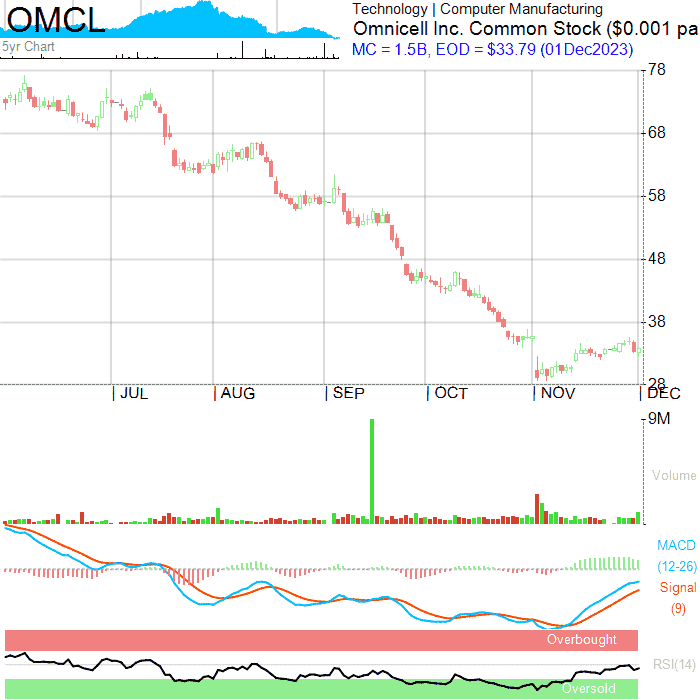 OMCL
5yr Chart
Technology | Computer Manufacturing
Omnicell Inc. Common Stock ($0.001 pa
MC = 1.5B, EOD = $33.79 (01Dec2023)
78
68
58
48
38
28
JUL
AUG
SEP
OCT
NOV
DEC
9M
Volume
MACD
(12-26)
Signal
(9)
Overbought
RSI(14)
Oversold